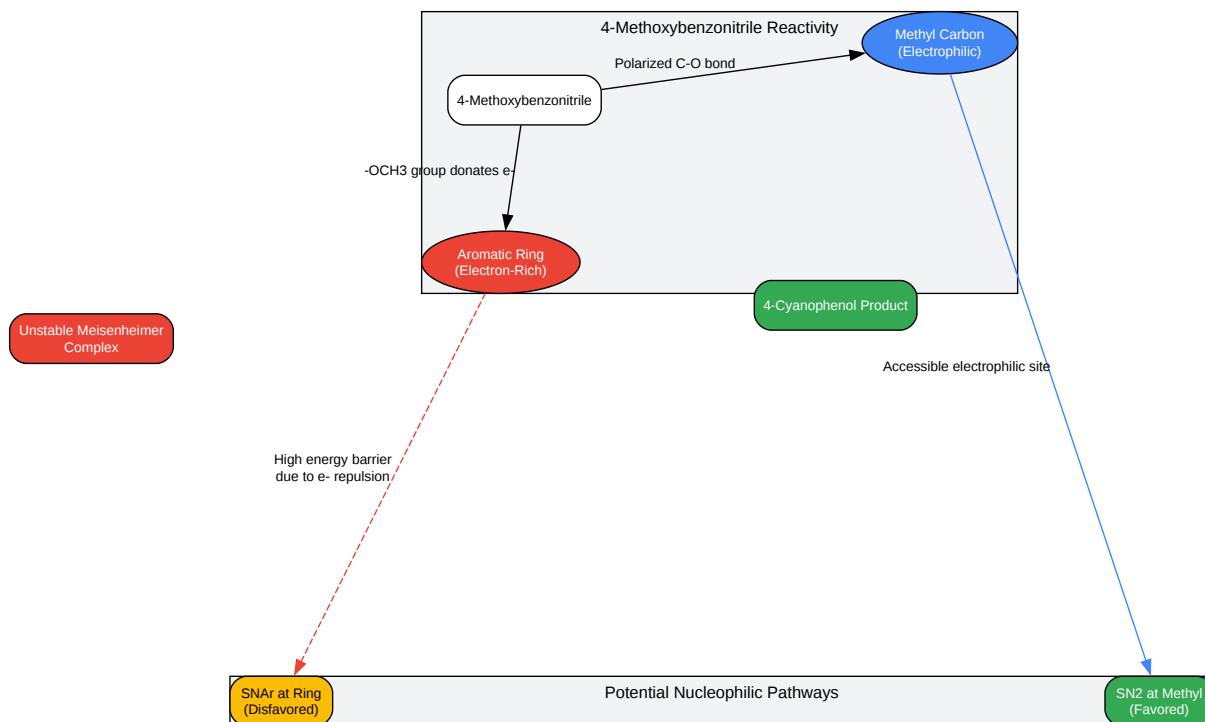 4-Methoxybenzonitrile Reactivity
Methyl Carbon
(Electrophilic)
Polarized C-O bond
4-Methoxybenzonitrile
-OCH3 group donates e-
Aromatic Ring
(Electron-Rich)
4-Cyanophenol Product
Unstable Meisenheimer
Complex
Accessible electrophilic site
High energy barrier
due to e- repulsion
SNAr at Ring
(Disfavored)
Potential Nucleophilic Pathways
SN2 at Methyl
(Favored)